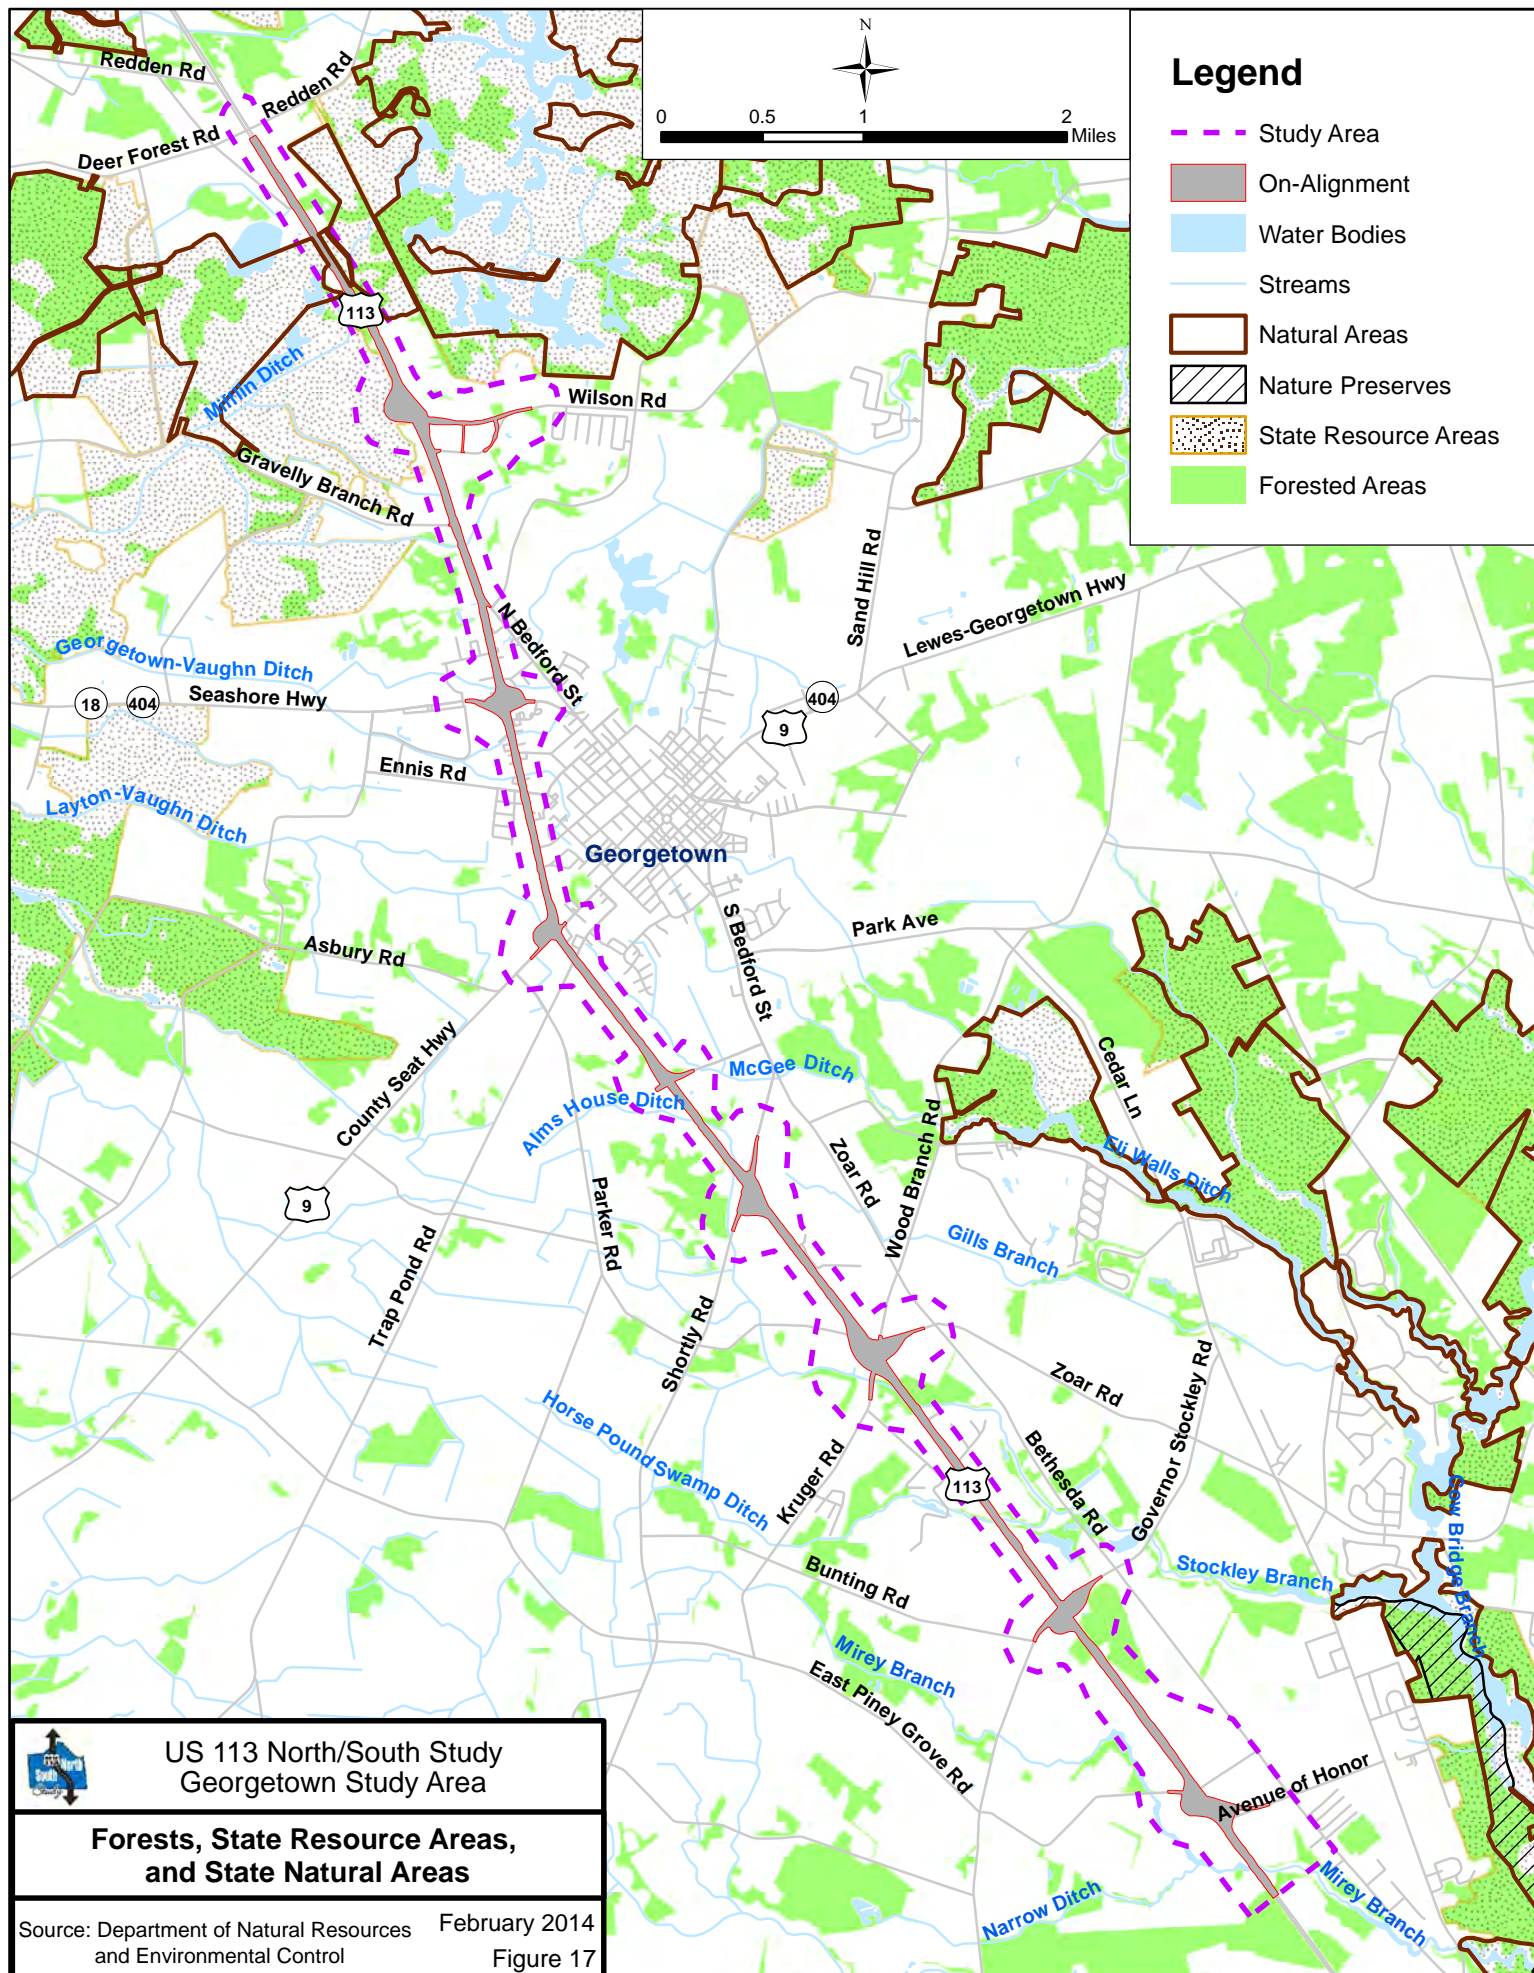 Redden Rd
Redden Rd
Deer Forest Rd
N
0 0.5 1 2
Miles
Legend
Study Area
On-Alignment
Water Bodies
Streams
Natural Areas
Nature Preserves
State Resource Areas
Forested Areas
113
Mifflin Ditch
Wilson Rd
Gravelly Branch Rd
Sand Hill Rd
Lewes-Georgetown Hwy
N Bedford St
Georgetown-Vaughn Ditch
18 404 Seashore Hwy
404
9
Ennis Rd
Layton-Vaughn Ditch
Georgetown
S Bedford St
Park Ave
Asbury Rd
County Seat Hwy
McGee Ditch
Cedar Ln
Alms House Ditch
Zoar Rd
Wood Branch Rd
Eli Walls Ditch
9
Parker Rd
Gills Branch
Trap Pond Rd
Shortly Rd
Zoar Rd
Governor Stockley Rd
Horse Pound Swamp Ditch
Kruger Rd
113
Bethesda Rd
Cow Bridge Branch
Stockley Branch
Bunting Rd
Mirey Branch
East Piney Grove Rd
Avenue of Honor
Mirey Branch
Narrow Ditch
North
South
Study
US 113 North/South Study
Georgetown Study Area
Forests, State Resource Areas,
and State Natural Areas
Source: Department of Natural Resources
and Environmental Control
February 2014
Figure 17